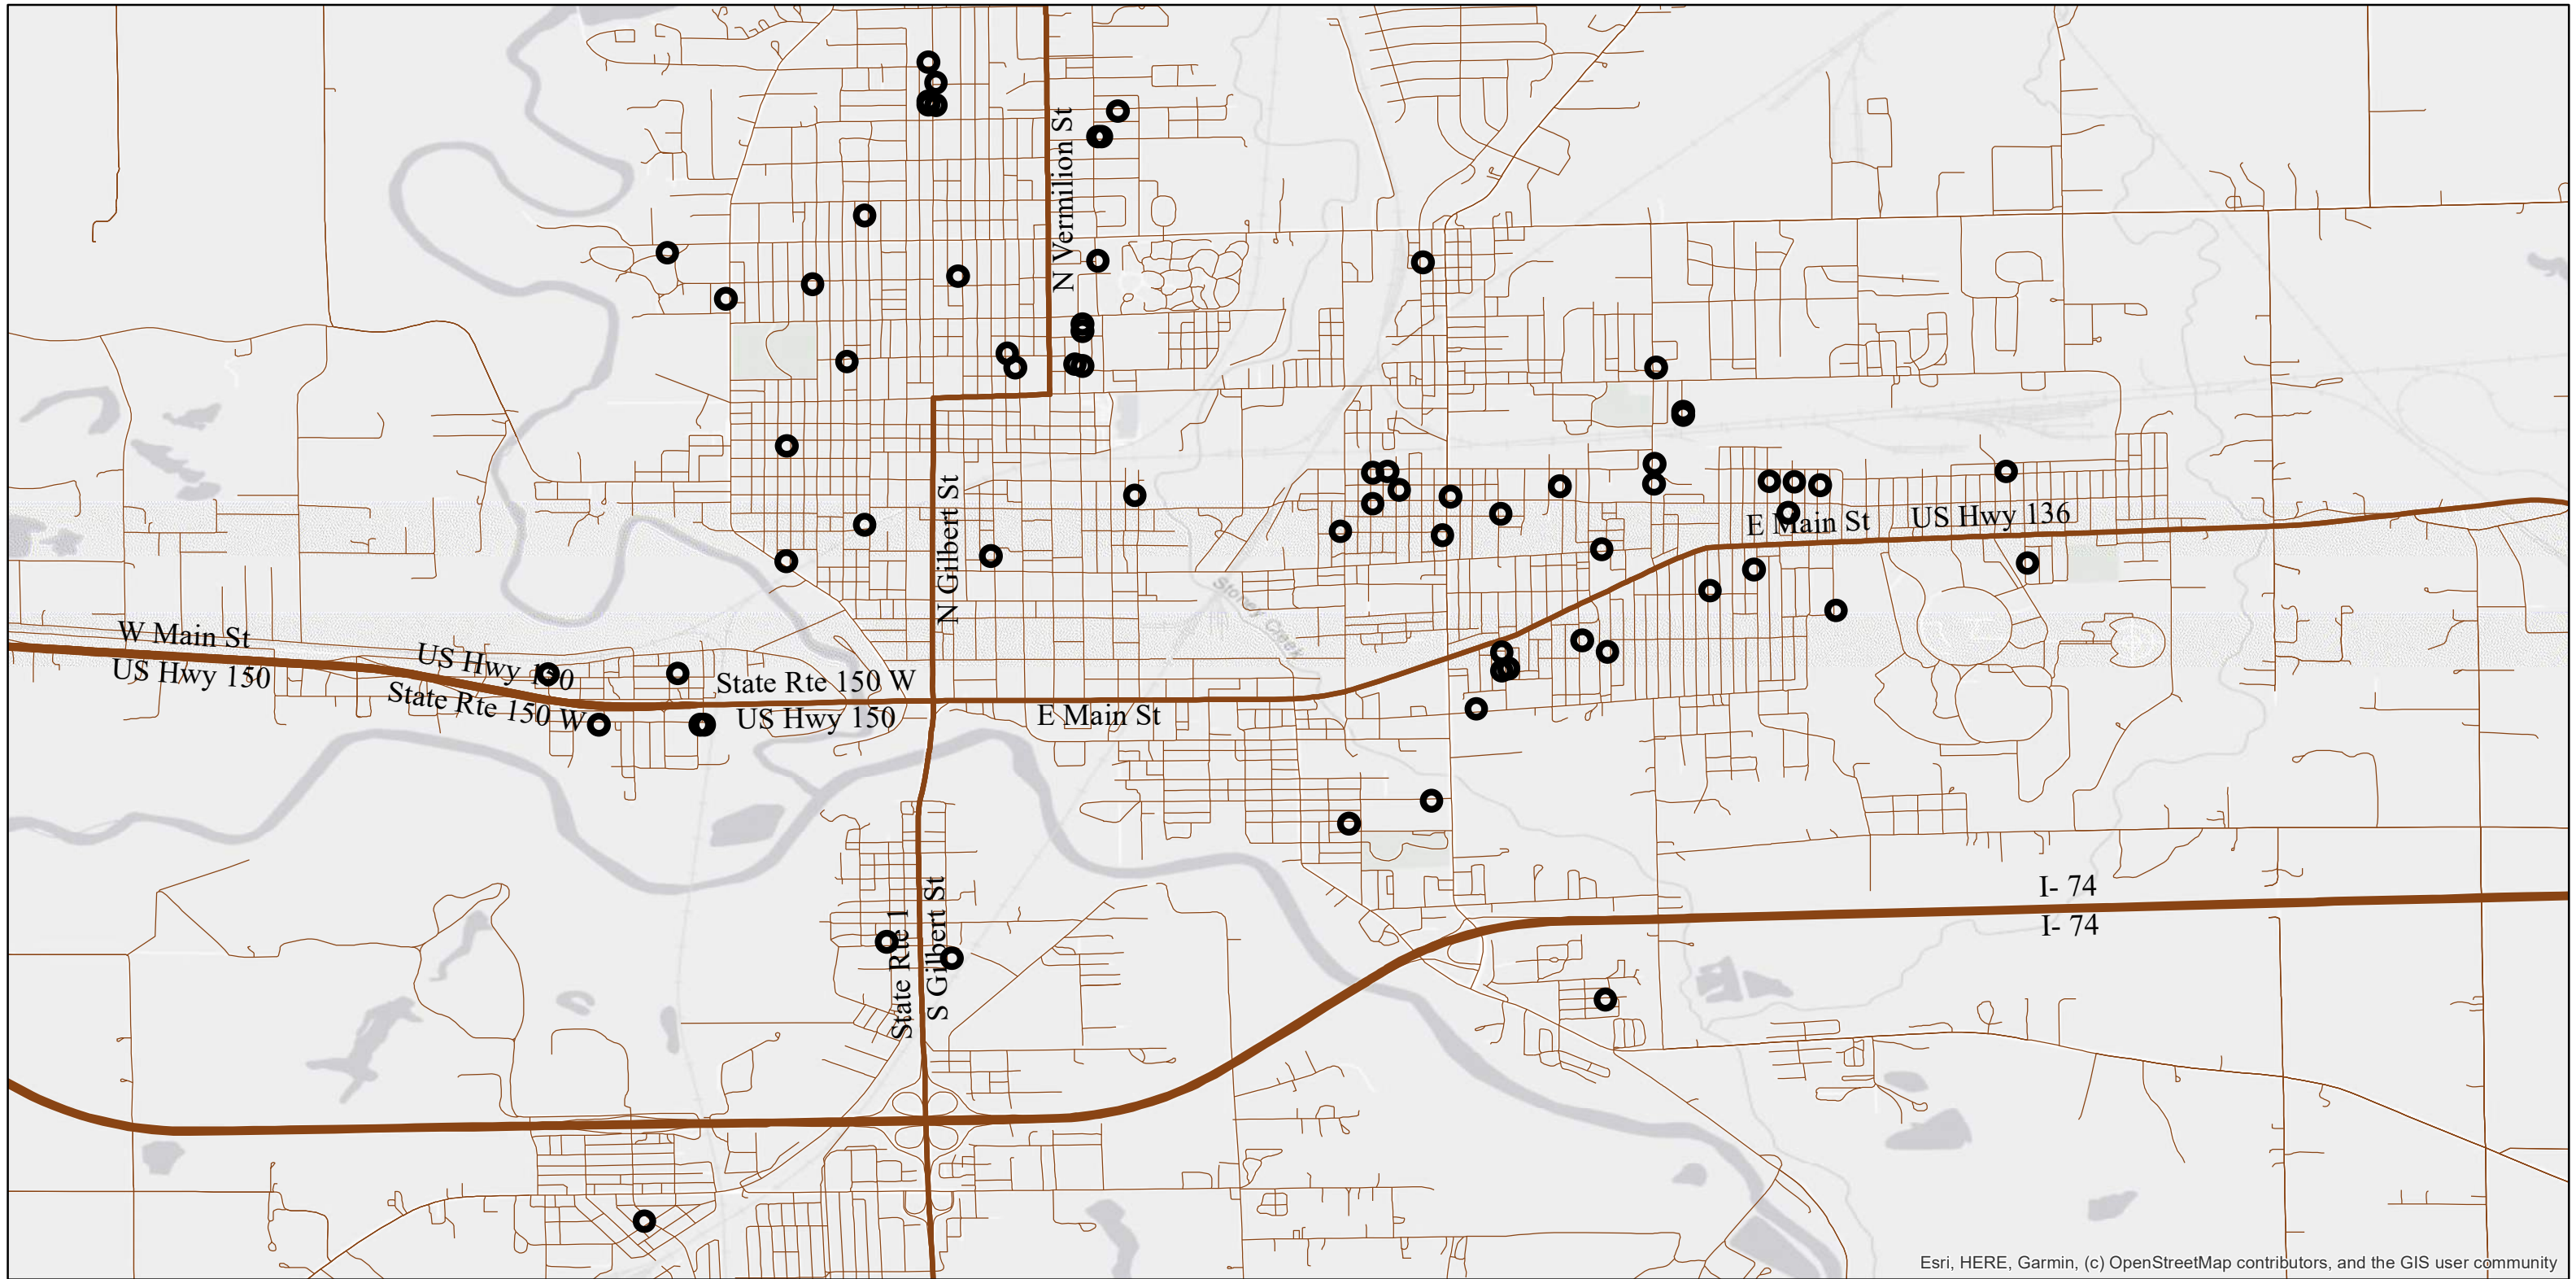 N Vermilion St
N Gilbert St
E Main St
US Hwy 136
Stoney Creek
W Main St
US Hwy 150
US Hwy 150
State Rte 150 W
State Rte 150 W
US Hwy 150
E Main St
I- 74
I- 74
State Rte 1
S Gilbert St
Esri, HERE, Garmin, (c) OpenStreetMap contributors, and the GIS user community